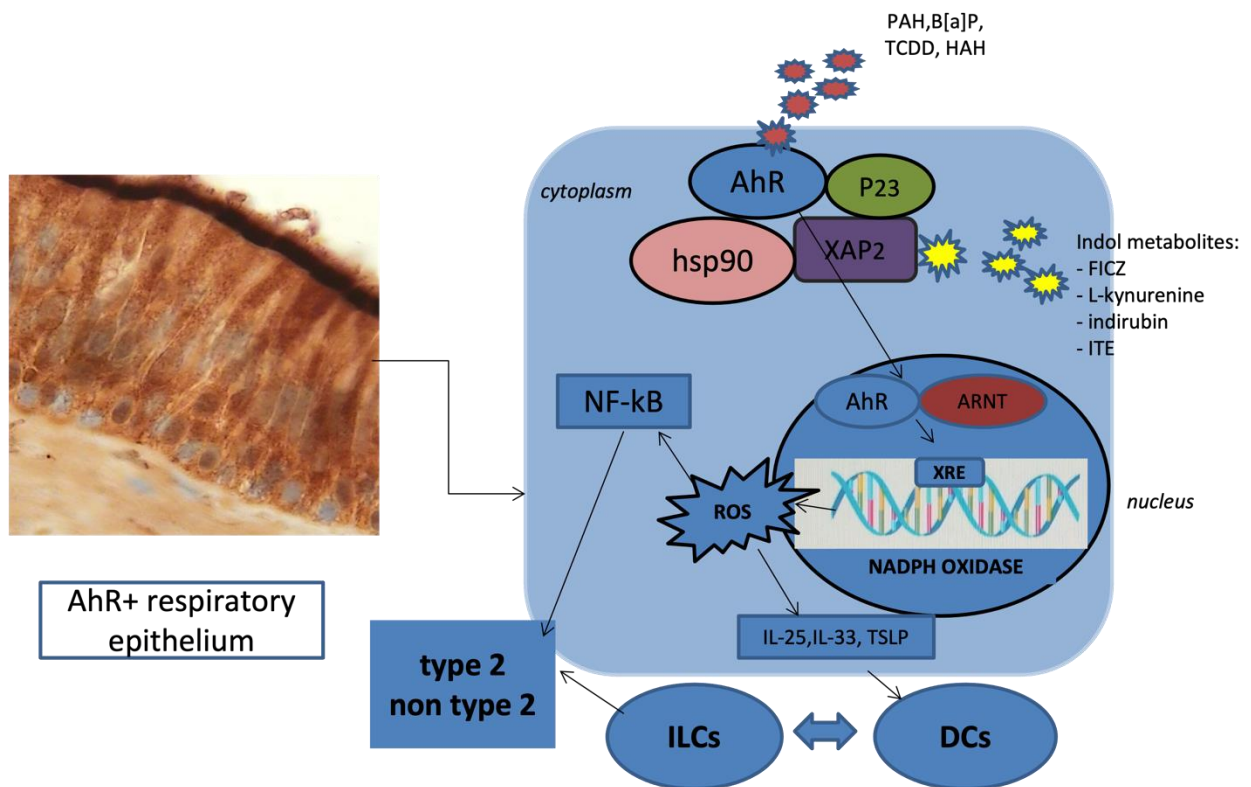 PAH,B[a]P,
TCDD, HAH
cytoplasm
AhR
P23
hsp90
XAP2
Indol metabolites:
- FICZ
- L-kynurenine
- indirubin
- ITE
NF-kB
AhR
ARNT
XRE
nucleus
ROS
NADPH OXIDASE
AhR+ respiratory
epithelium
IL-25,IL-33, TSLP
type 2
non type 2
ILCs
DCs